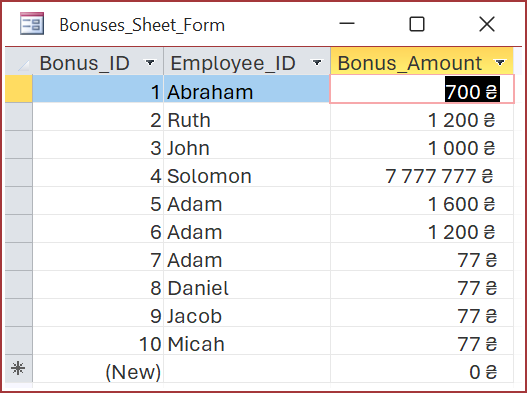 Bonuses_Sheet_Form
Bonus_ID Employee_ID Bonus_Amount
1 Abraham 700 ₴
2 Ruth 1 200 ₴
3 John 1 000 ₴
4 Solomon 7 777 777 ₴
5 Adam 1 600 ₴
6 Adam 1 200 ₴
7 Adam 77 ₴
8 Daniel 77 ₴
9 Jacob 77 ₴
10 Micah 77 ₴
(New) 0 ₴